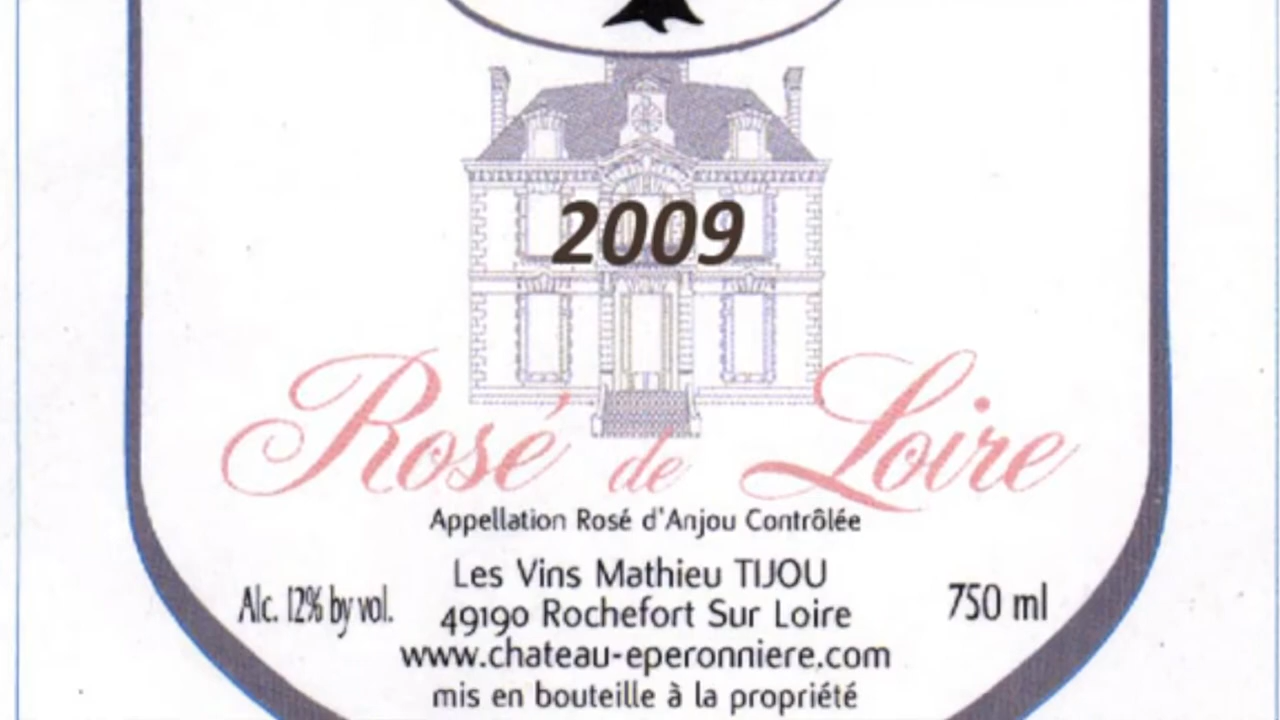 2009
Rosé de Loire
Appellation Rosé d'Anjou Contrôlée
Les Vins Mathieu TIJOU
Alc. 12% by vol.
49190 Rochefort Sur Loire
750 ml
www.chateau-eperonniere.com
mis en bouteille à la propriété